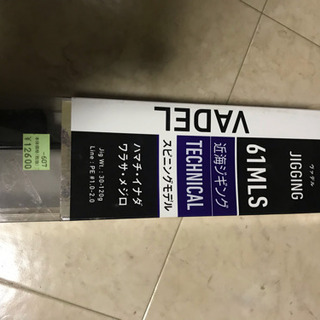 VADEL
ヴァデル
JIGGING
61MLS
近海ジギング
TECHNICAL
スピニングモデル
ハマチ・イナダ
ワラサ・メジロ
Jig Wt. : 30-120g
Line : PE #1.0-2.0
¥12600